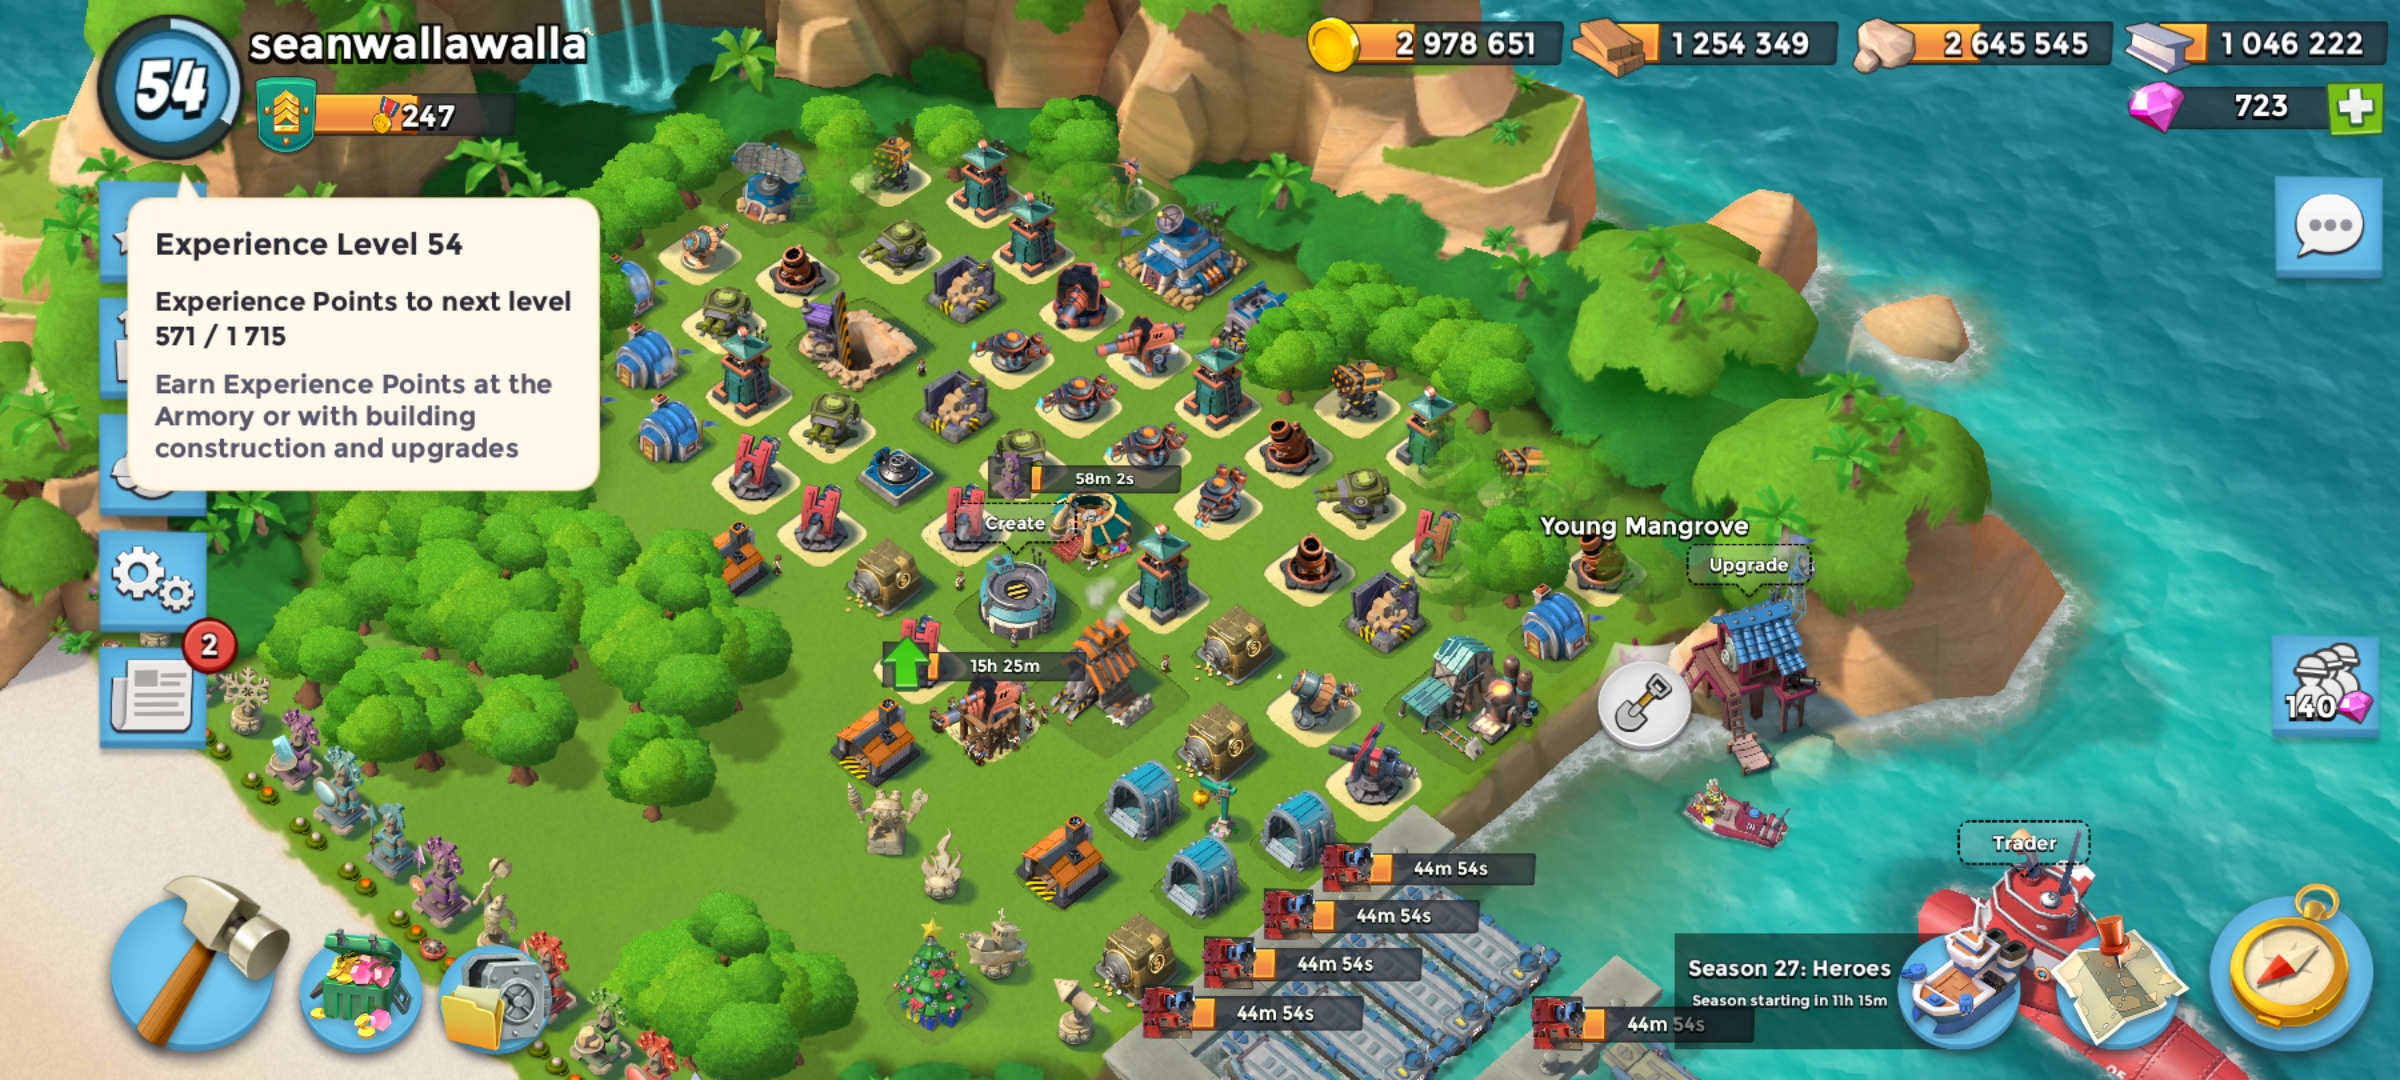 54
seanwallawalla
247
2 978 651
1 254 349
2 645 545
1 046 222
723
Experience Level 54
Experience Points to next level
571 / 1 715
Earn Experience Points at the
Armory or with building
construction and upgrades
58m 2s
Create
Young Mangrove
Upgrade
2
15h 25m
140
Trader
44m 54s
44m 54s
44m 54s
44m 54s
44m 54s
Season 27: Heroes
Season starting in 11h 15m